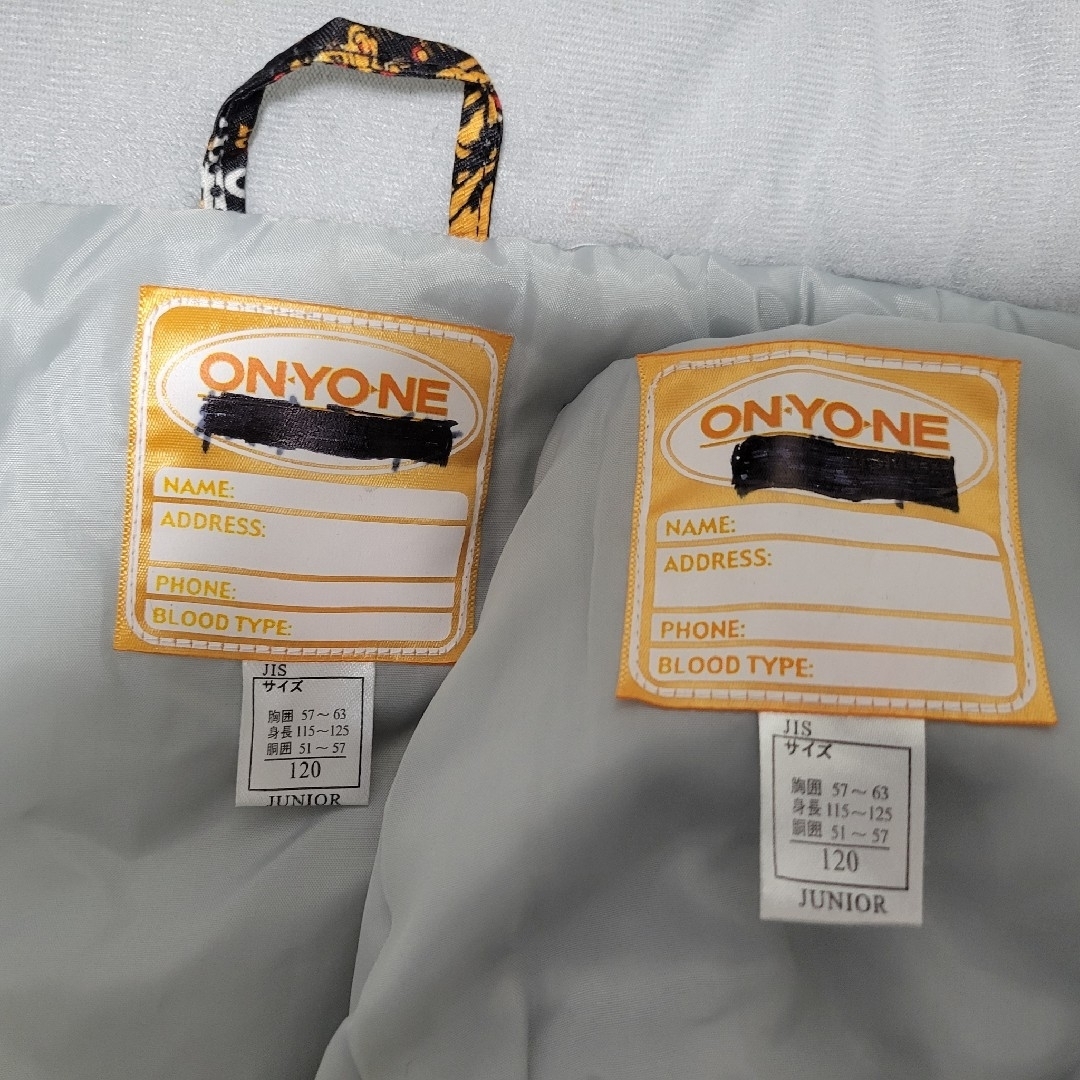 ON•YO•NE
NAME:
ADDRESS:
PHONE:
BLOOD TYPE:
JIS
サイズ
胸囲 57～63
身長 115～125
胴囲 51～57
120
JUNIOR
ON•YO•NE
NAME:
ADDRESS:
PHONE:
BLOOD TYPE:
JIS
サイズ
胸囲 57～63
身長 115～125
胴囲 51～57
120
JUNIOR